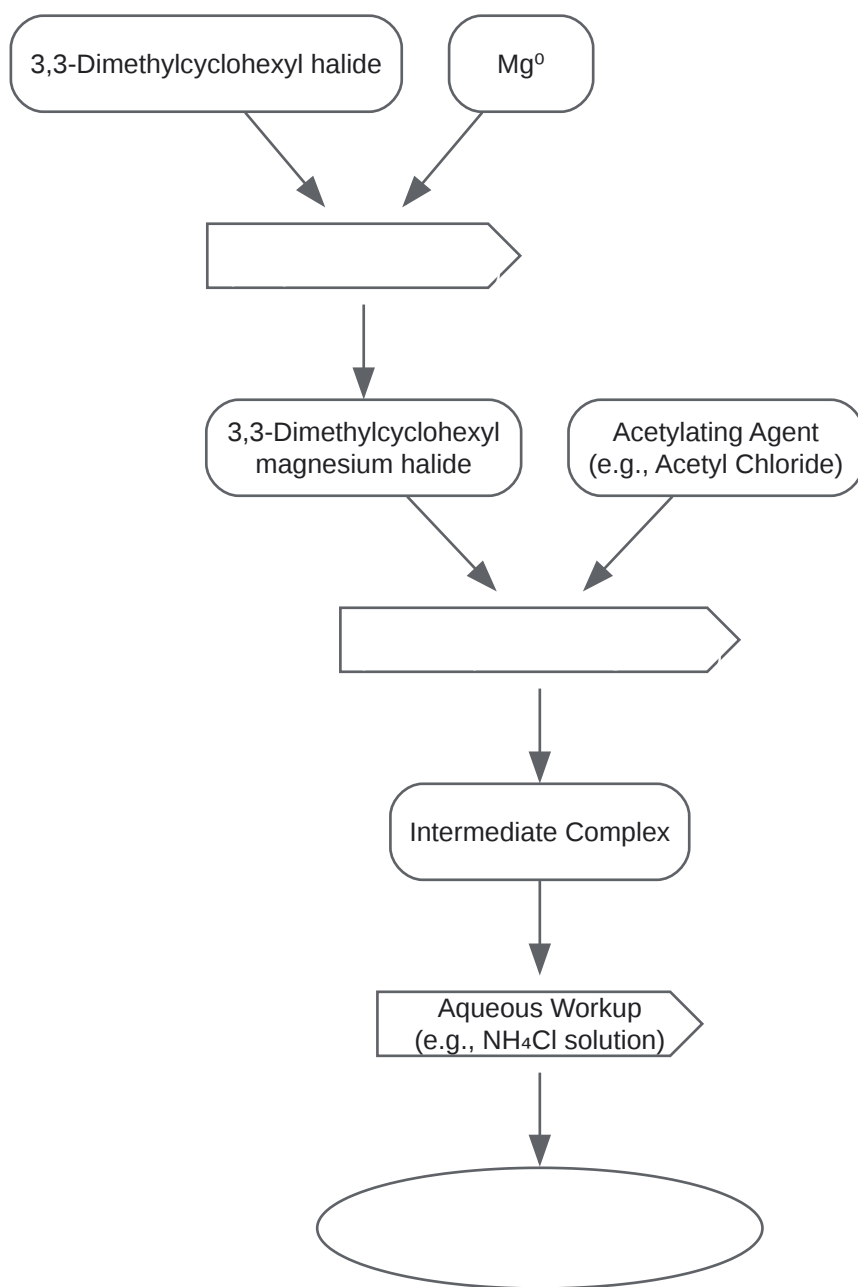 3,3-Dimethylcyclohexyl halide
Mg⁰
3,3-Dimethylcyclohexyl
magnesium halide
Acetylating Agent
(e.g., Acetyl Chloride)
Intermediate Complex
Aqueous Workup
(e.g., NH₄Cl solution)